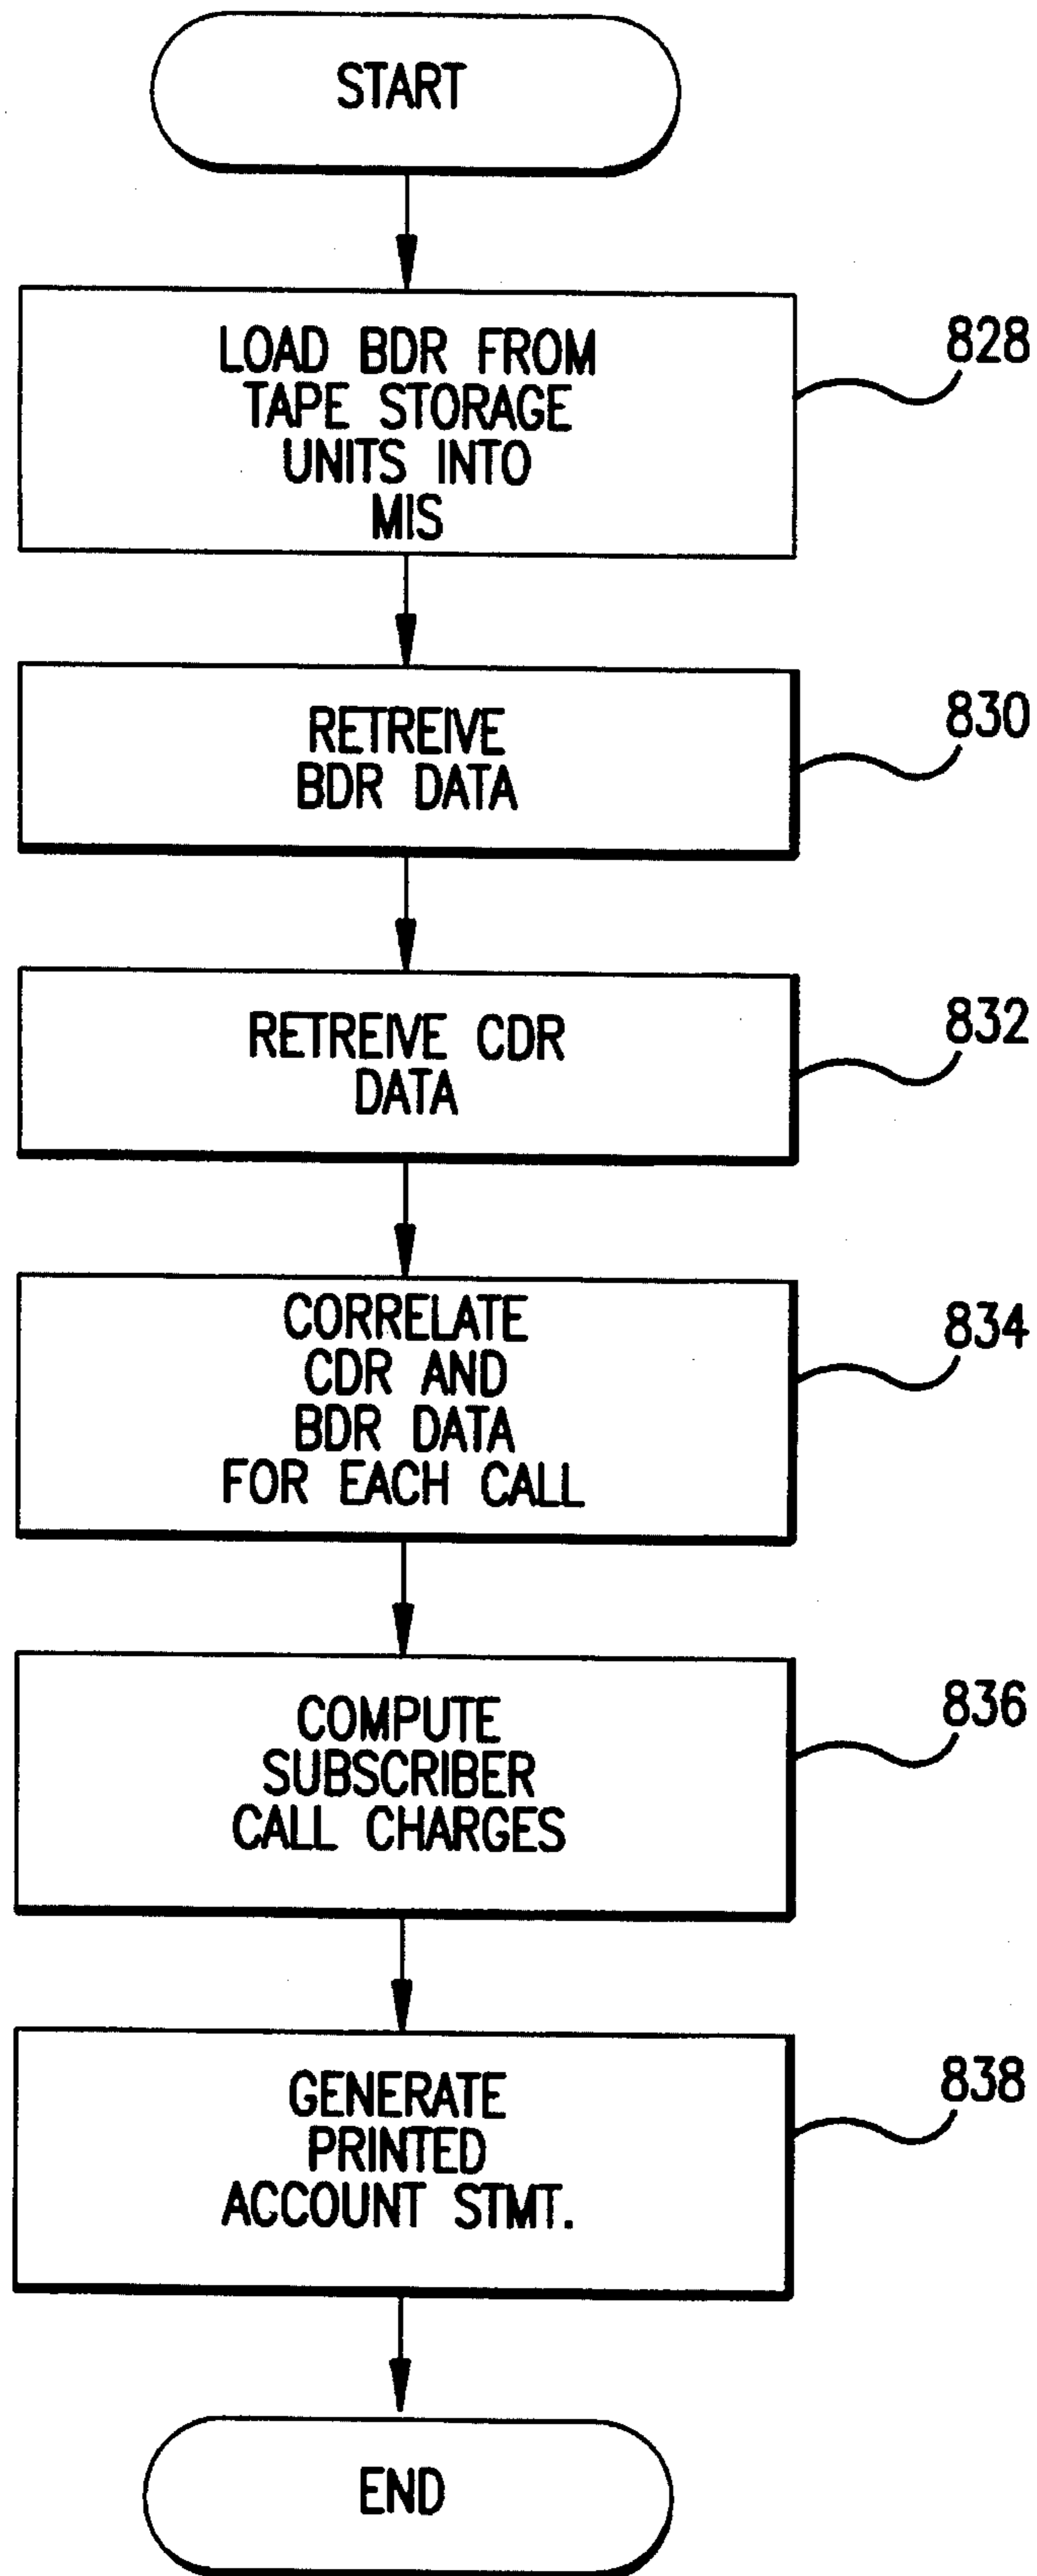 START
LOAD BDR FROM
TAPE STORAGE
UNITS INTO
MIS
828
RETREIVE
BDR DATA
830
RETREIVE CDR
DATA
832
CORRELATE
CDR AND
BDR DATA
FOR EACH CALL
834
COMPUTE
SUBSCRIBER
CALL CHARGES
836
GENERATE
PRINTED
ACCOUNT STMT.
838
END